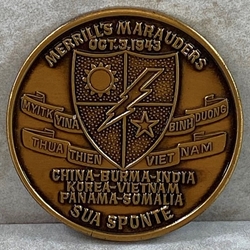 MERRILL'S MARAUDERS
OCT. 3, 1943
MYITKYINA
BINH DUONG
THUA THIEN
VIET NAM
CHINA-BURMA-INDIA
KOREA-VIETNAM
PANAMA-SOMALIA
SUA SPONTE